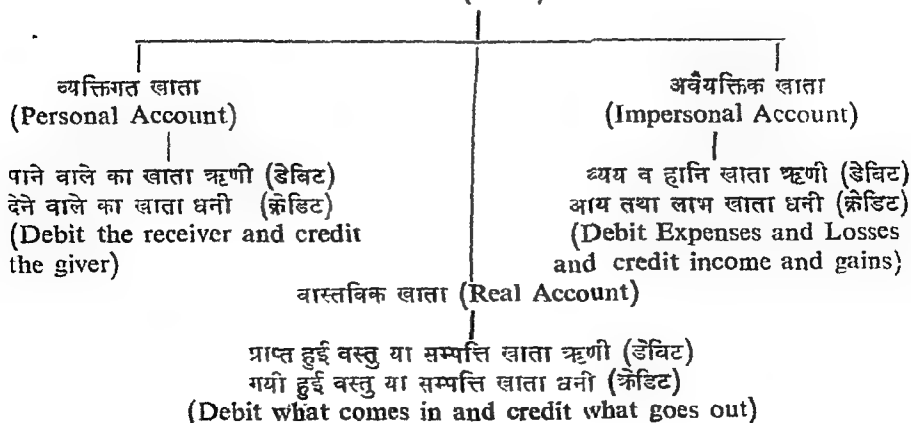 व्यक्तिगत खाता
(Personal Account)
पाने वाले का खाता ऋणी (डेविट)
देने वाले का खाता धनी (क्रेडिट)
(Debit the receiver and credit
the giver)
अवैयक्तिक खाता
(Impersonal Account)
व्यय व हानि खाता ऋणी (डेविट)
आय तथा लाभ खाता धनी (क्रेडिट)
(Debit Expenses and Losses
and credit income and gains)
वास्तविक खाता (Real Account)
प्राप्त हुई वस्तु या सम्पत्ति खाता ऋणी (डेविट)
गयी हुई वस्तु या सम्पत्ति खाता धनी (क्रेडिट)
(Debit what comes in and credit what goes out)